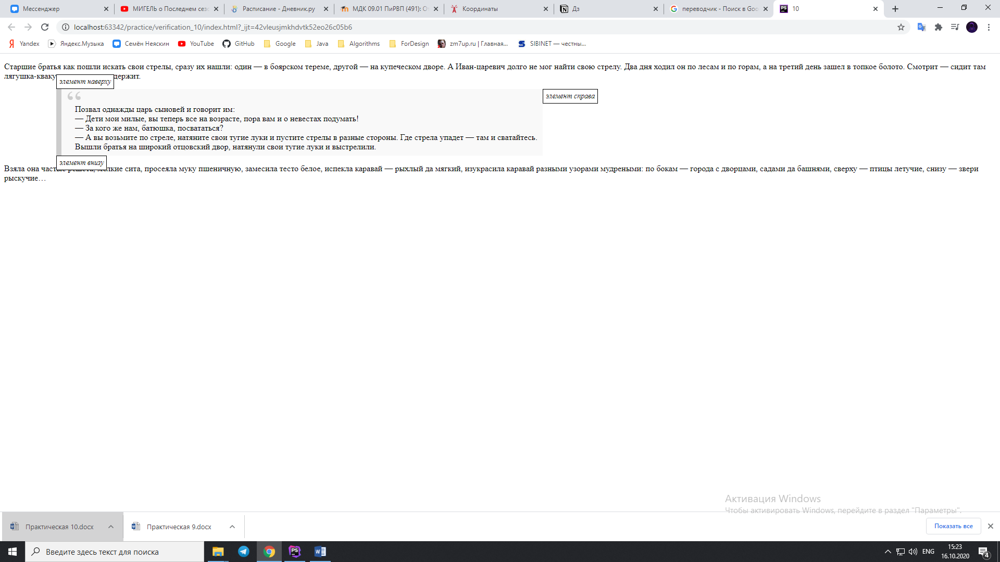 Мессенджер
МИГЕЛЬ о Последнем сезо
Расписание - Дневник.ру
МДК 09.01 ПиРВП (491): О
Координаты
Дз
переводчик - Поиск в Goo
10
localhost:63342/practice/verification_10/index.html?_ijt=42vleusjmkhdvtk52eo26c05b6
Yandex
Яндекс.Музыка
Семён Неяскин
YouTube
GitHub
Google
Java
Algorithms
ForDesign
zm7up.ru | Главная...
SIBINET — честны...
Старшие братья как пошли искать свои стрелы, сразу их нашли: один — в боярском тереме, другой — на купеческом дворе. А Иван-царевич долго не мог найти свою стрелу. Два дня ходил он по лесам и по горам, а на третий день зашел в топкое болото. Смотрит — сидит там
лягушка-кваку держит.
элемент наверху
элемент справа
“
Позвал однажды царь сыновей и говорит им:
— Дети мои милые, вы теперь все на возрасте, пора вам и о невестах подумать!
— За кого же нам, батюшка, посвататься?
— А вы возьмите по стреле, натяните свои тугие луки и пустите стрелы в разные стороны. Где стрела упадет — там и сватайтесь.
Вышли братья на широкий отцовский двор, натянули свои тугие луки и выстрелили.
элемент внизу
Взяла она частые решета, мелкие сита, просеяла муку пшеничную, замесила тесто белое, испекла каравай — рыхлый да мягкий, изукрасила каравай разными узорами мудреными: по бокам — города с дворцами, садами да башнями, сверху — птицы летучие, снизу — звери
рыскучие…
Активация Windows
Чтобы активировать Windows, перейдите в раздел "Параметры".
Практическая 10.docx
Практическая 9.docx
Показать все
Введите здесь текст для поиска
ENG
15:23
16.10.2020
4